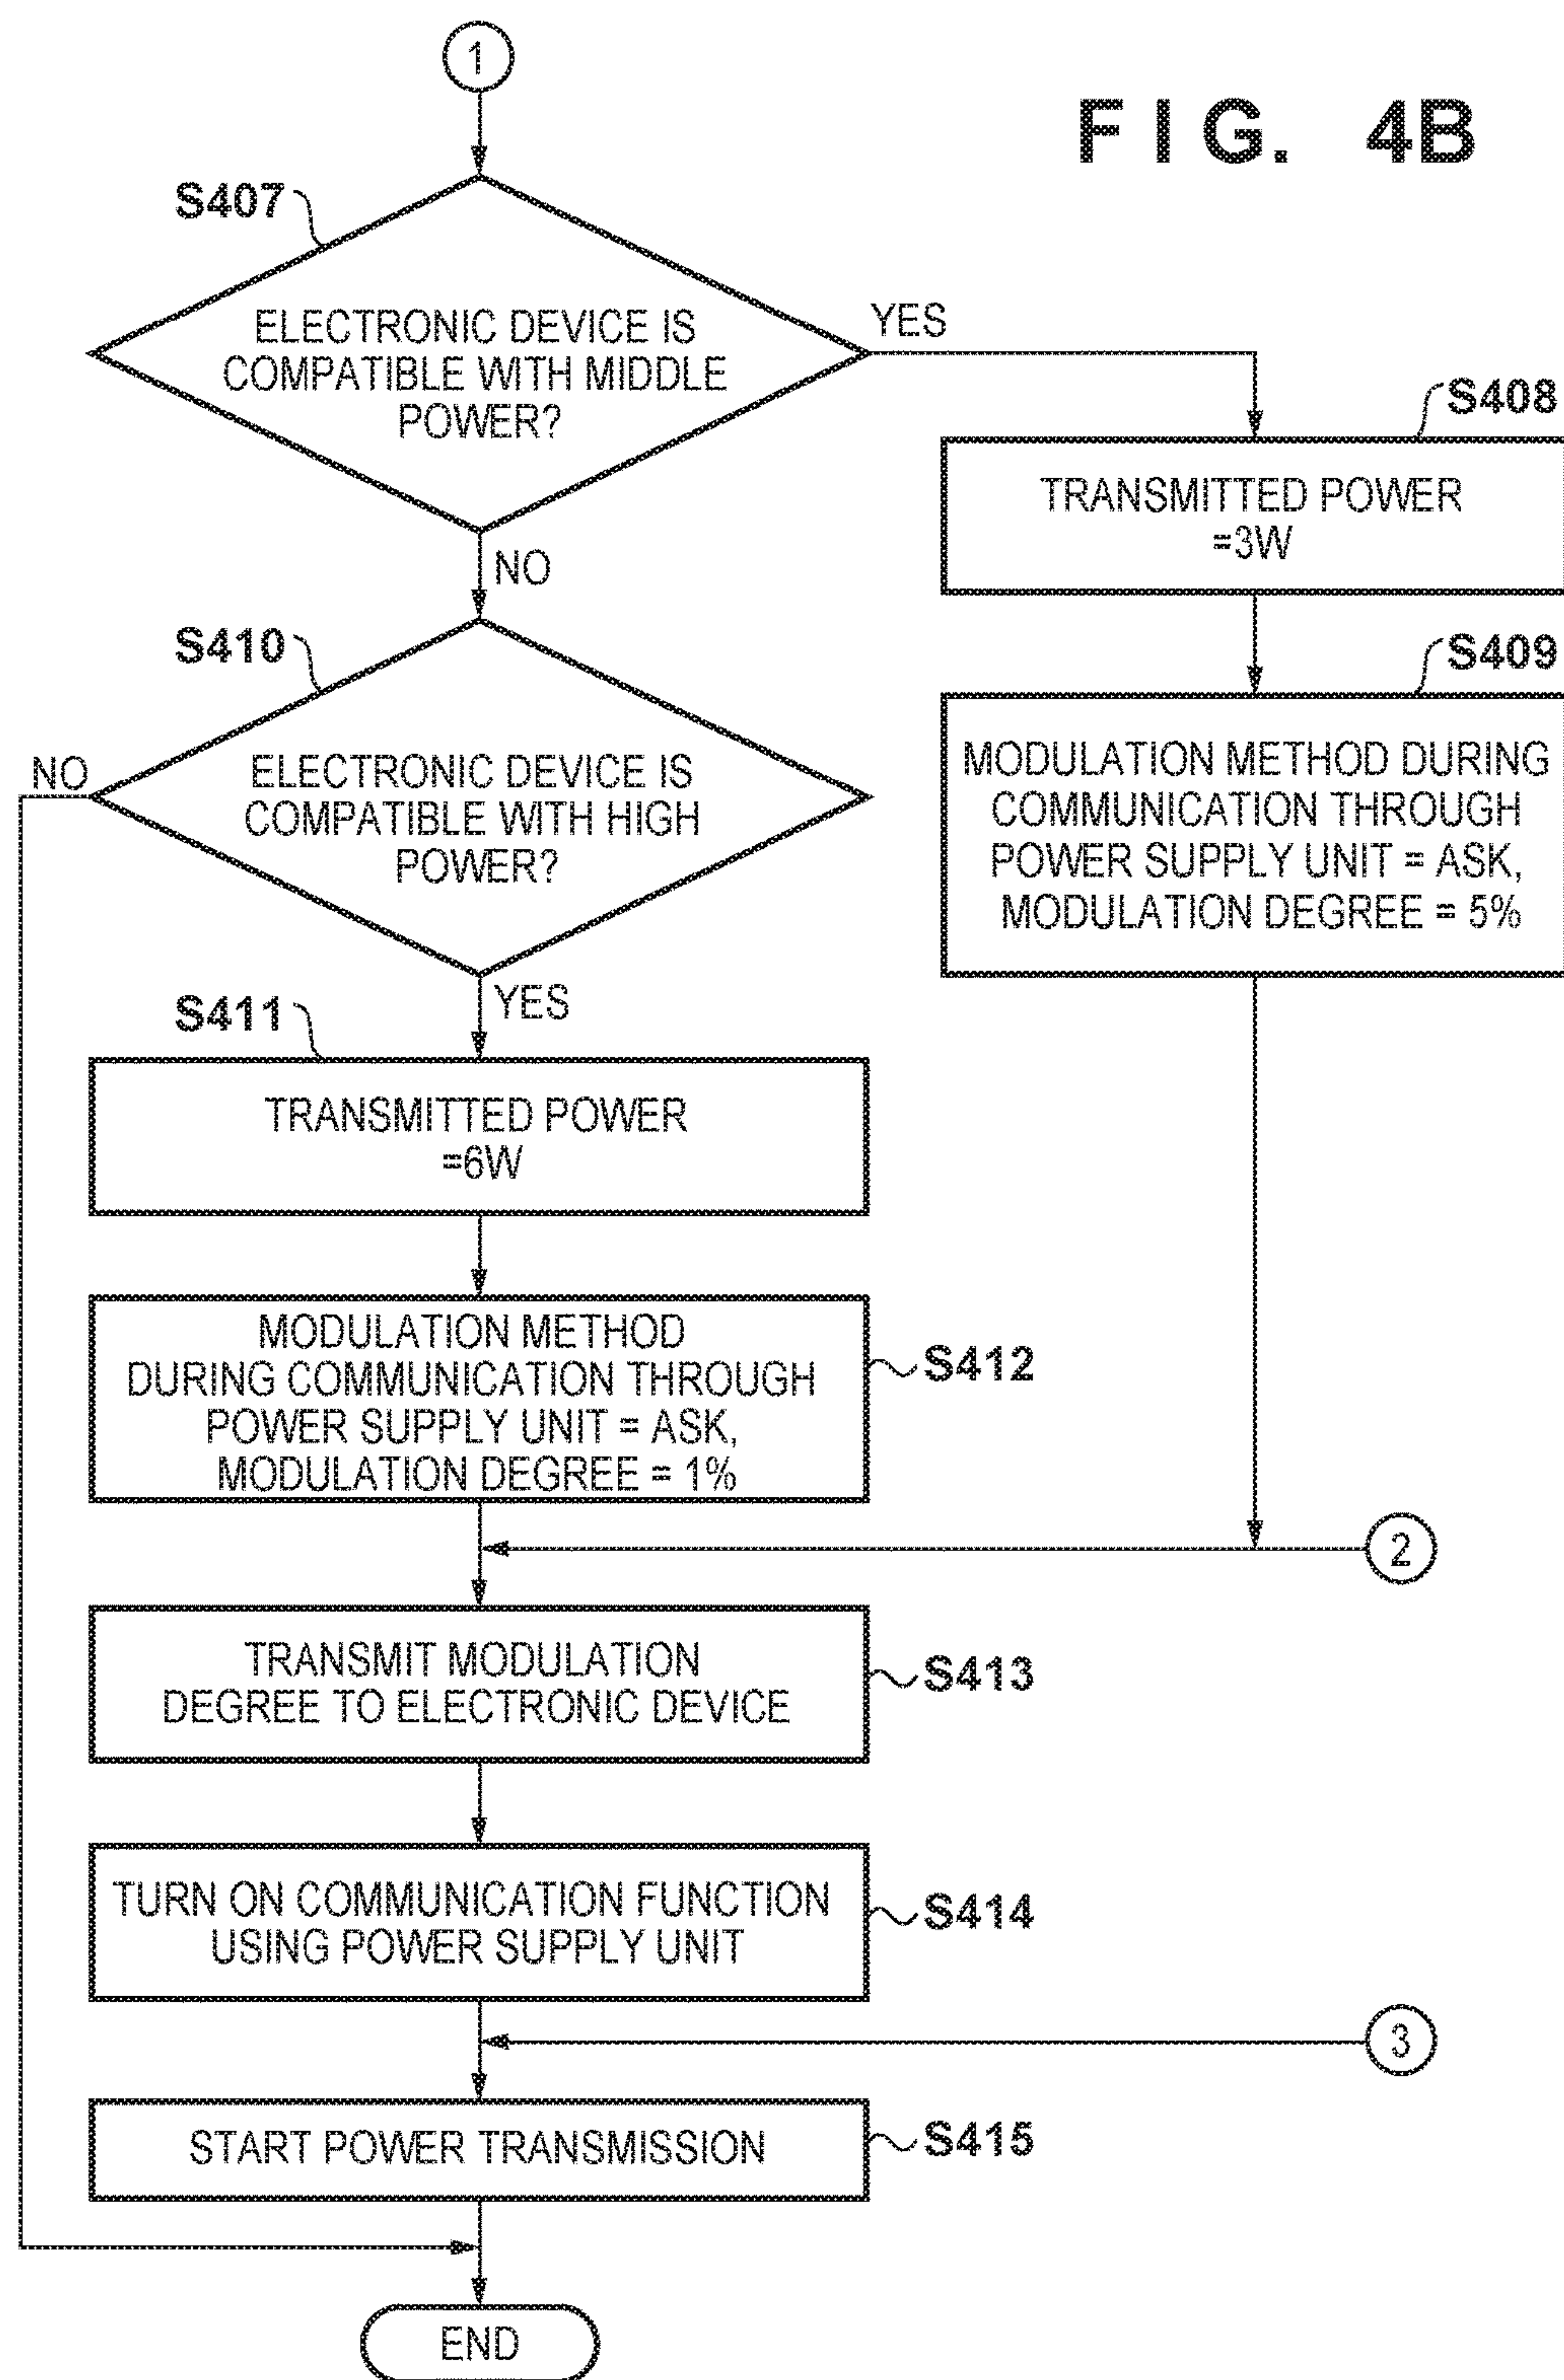 1
FIG. 4B
S407
ELECTRONIC DEVICE IS
COMPATIBLE WITH MIDDLE
POWER?
YES
NO
S408
TRANSMITTED POWER
=3W
S409
MODULATION METHOD DURING
COMMUNICATION THROUGH
POWER SUPPLY UNIT = ASK,
MODULATION DEGREE = 5%
S410
NO
ELECTRONIC DEVICE IS
COMPATIBLE WITH HIGH
POWER?
YES
S411
TRANSMITTED POWER
=6W
MODULATION METHOD
DURING COMMUNICATION THROUGH
POWER SUPPLY UNIT = ASK,
MODULATION DEGREE = 1%
S412
2
TRANSMIT MODULATION
DEGREE TO ELECTRONIC DEVICE
S413
TURN ON COMMUNICATION FUNCTION
USING POWER SUPPLY UNIT
S414
3
START POWER TRANSMISSION
S415
END